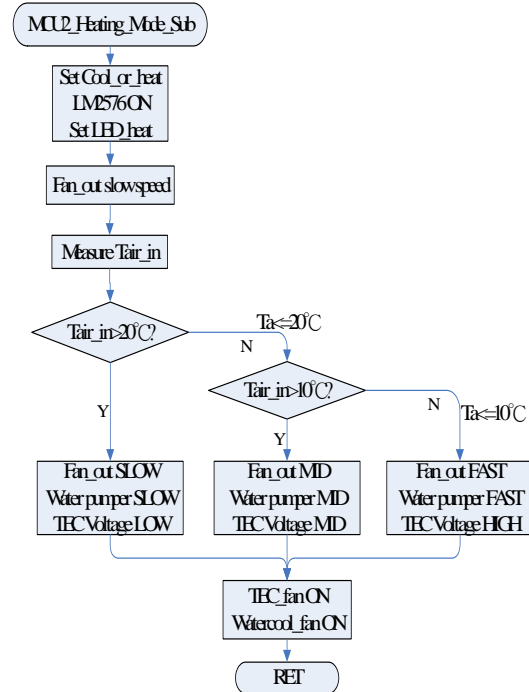 MCU2_Heating_Mode_Sub
Set Cool_or_heat
LM2576 ON
Set LED_heat
Fan_out slow speed
Measure Tair_in
Tair_in>20℃?
Ta<=20℃
N
Tair_in>10℃?
Y
N
Ta<=10℃
Y
Fan_out SLOW
Water pumper SLOW
TEC Voltage LOW
Fan_out MID
Water pumper MID
TEC Voltage MID
Fan_out FAST
Water pumper FAST
TEC Voltage HIGH
TEC_fan ON
Watercool_fan ON
RET